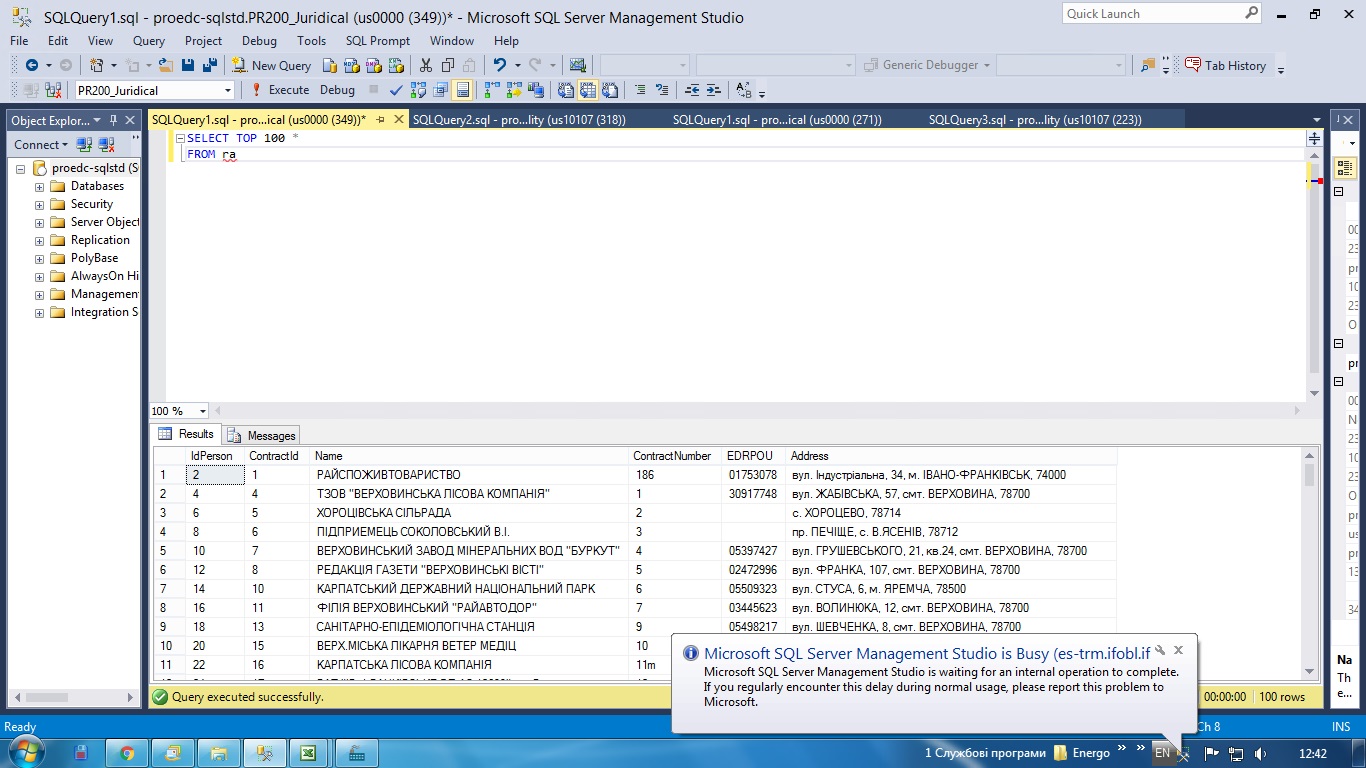 SQLQuery1.sql - proedc-sqlstd.PR200_Juridical (us0000 (349))* - Microsoft SQL Server Management Studio
Quick Launch
File Edit View Query Project Debug Tools SQL Prompt Window Help
New Query Generic Debugger Tab History
PR200_Juridical Execute Debug
Object Explor... SQLQuery1.sql - pro...ical (us0000 (349))* SQLQuery2.sql - pro...lity (us10107 (318)) SQLQuery1.sql - pro...ical (us0000 (271)) SQLQuery3.sql - pro...lity (us10107 (223))
Connect
proedc-sqlstd (S
Databases
Security
Server Object
Replication
PolyBase
AlwaysOn Hi
Management
Integration S
SELECT TOP 100 *
FROM ra
100 %
Results Messages
IdPerson ContractId Name ContractNumber EDRPOU Address
1 2 1 РАЙСПОЖИВТОВАРИСТВО 186 01753078 вул. Індустріальна, 34, м. ІВАНО-ФРАНКІВСЬК, 74000
2 4 4 ТЗОВ "ВЕРХОВИНСЬКА ЛІСОВА КОМПАНІЯ" 1 30917748 вул. ЖАБІВСЬКА, 57, смт. ВЕРХОВИНА, 78700
3 6 5 ХОРОЦІВСЬКА СІЛЬРАДА 2 с. ХОРОЦЕВО, 78714
4 8 6 ПІДПРИЕМЕЦЬ СОКОЛОВСЬКИЙ В.І. 3 пр. ПЕЧІЩЕ, с. В.ЯСЕНІВ, 78712
5 10 7 ВЕРХОВИНСЬКИЙ ЗАВОД МІНЕРАЛЬНИХ ВОД "БУРКУТ" 4 05397427 вул. ГРУШЕВСЬКОГО, 21, кв.24, смт. ВЕРХОВИНА, 78700
6 12 8 РЕДАКЦІЯ ГАЗЕТИ "ВЕРХОВИНСЬКІ ВІСТІ" 5 02472996 вул. ФРАНКА, 107, смт. ВЕРХОВИНА, 78700
7 14 10 КАРПАТСЬКИЙ ДЕРЖАВНИЙ НАЦІОНАЛЬНИЙ ПАРК 6 05509323 вул. СТУСА, 6, м. ЯРЕМЧА, 78500
8 16 11 ФІЛІЯ ВЕРХОВИНСЬКИЙ "РАЙАВТОДОР" 7 03445623 вул. ВОЛИНЮКА, 12, смт. ВЕРХОВИНА, 78700
9 18 13 САНІТАРНО-ЕПІДЕМІОЛОГІЧНА СТАНЦІЯ 9 05498217 вул. ШЕВЧЕНКА, 8, смт. ВЕРХОВИНА, 78700
10 20 15 ВЕРХ.МІСЬКА ЛІКАРНЯ ВЕТЕР МЕДІЦ 10
11 22 16 КАРПАТСЬКА ЛІСОВА КОМПАНІЯ 11m
Microsoft SQL Server Management Studio is Busy (es-trm.ifobl.if
Microsoft SQL Server Management Studio is waiting for an internal operation to complete.
If you regularly encounter this delay during normal usage, please report this problem to
Microsoft.
Na
Th
e...
Query executed successfully. 00:00:00 100 rows
Ready Ch 8 INS
1 Службові програми Energo EN 12:42